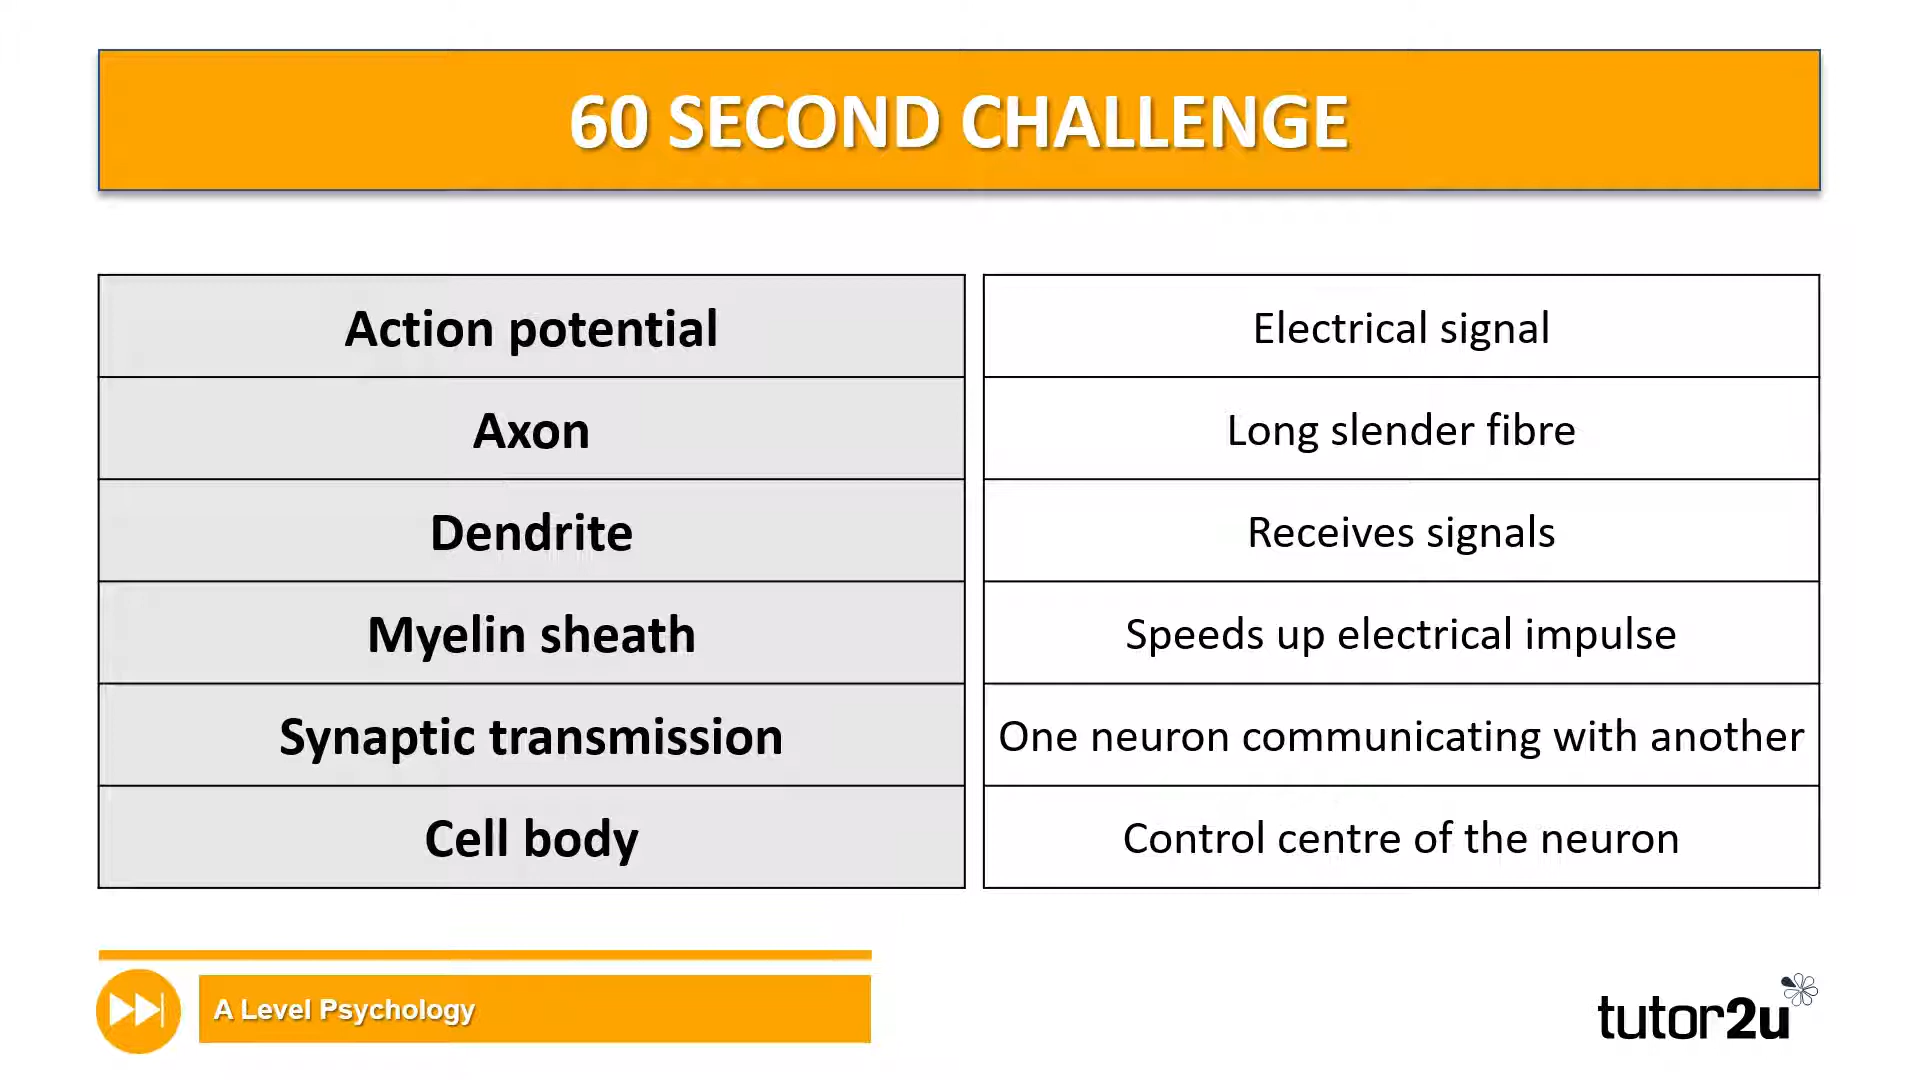 60 SECOND CHALLENGE
Action potential
Electrical signal
Axon
Long slender fibre
Dendrite
Receives signals
Myelin sheath
Speeds up electrical impulse
Synaptic transmission
One neuron communicating with another
Cell body
Control centre of the neuron
A Level Psychology
tutor2u